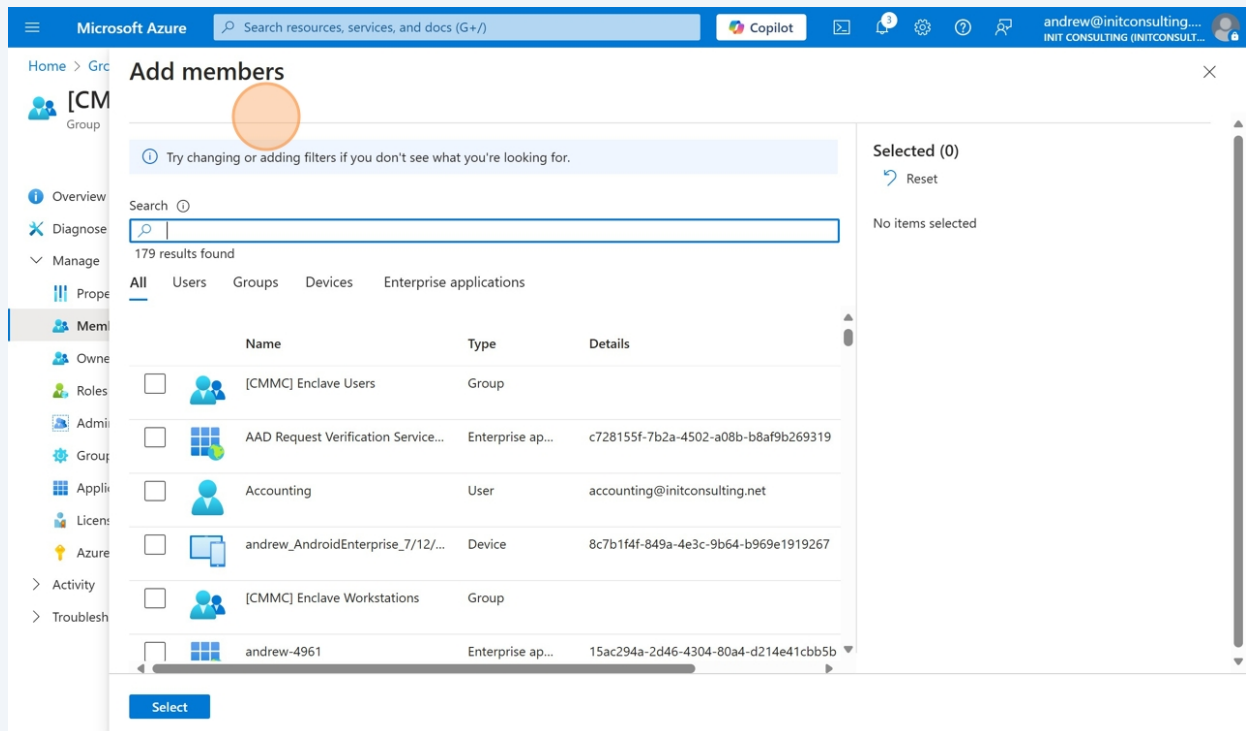 Microsoft Azure
Search resources, services, and docs (G+/)
Copilot
3
andrew@initconsulting....
INIT CONSULTING (INITCONSULT...
Home > Grc
Add members
[CM
Group
Try changing or adding filters if you don't see what you're looking for.
Selected (0)
Reset
No items selected
Overview
Diagnose
Manage
Prope
Memb
Owne
Roles
Admi
Group
Applic
Licens
Azure
Activity
Troublesh
Search
179 results found
All Users Groups Devices Enterprise applications
Name Type Details
[CMMC] Enclave Users Group
AAD Request Verification Service... Enterprise ap... c728155f-7b2a-4502-a08b-b8af9b269319
Accounting User accounting@initconsulting.net
andrew_AndroidEnterprise_7/12/... Device 8c7b1f4f-849a-4e3c-9b64-b969e1919267
[CMMC] Enclave Workstations Group
andrew-4961 Enterprise ap... 15ac294a-2d46-4304-80a4-d214e41cbb5b
Select